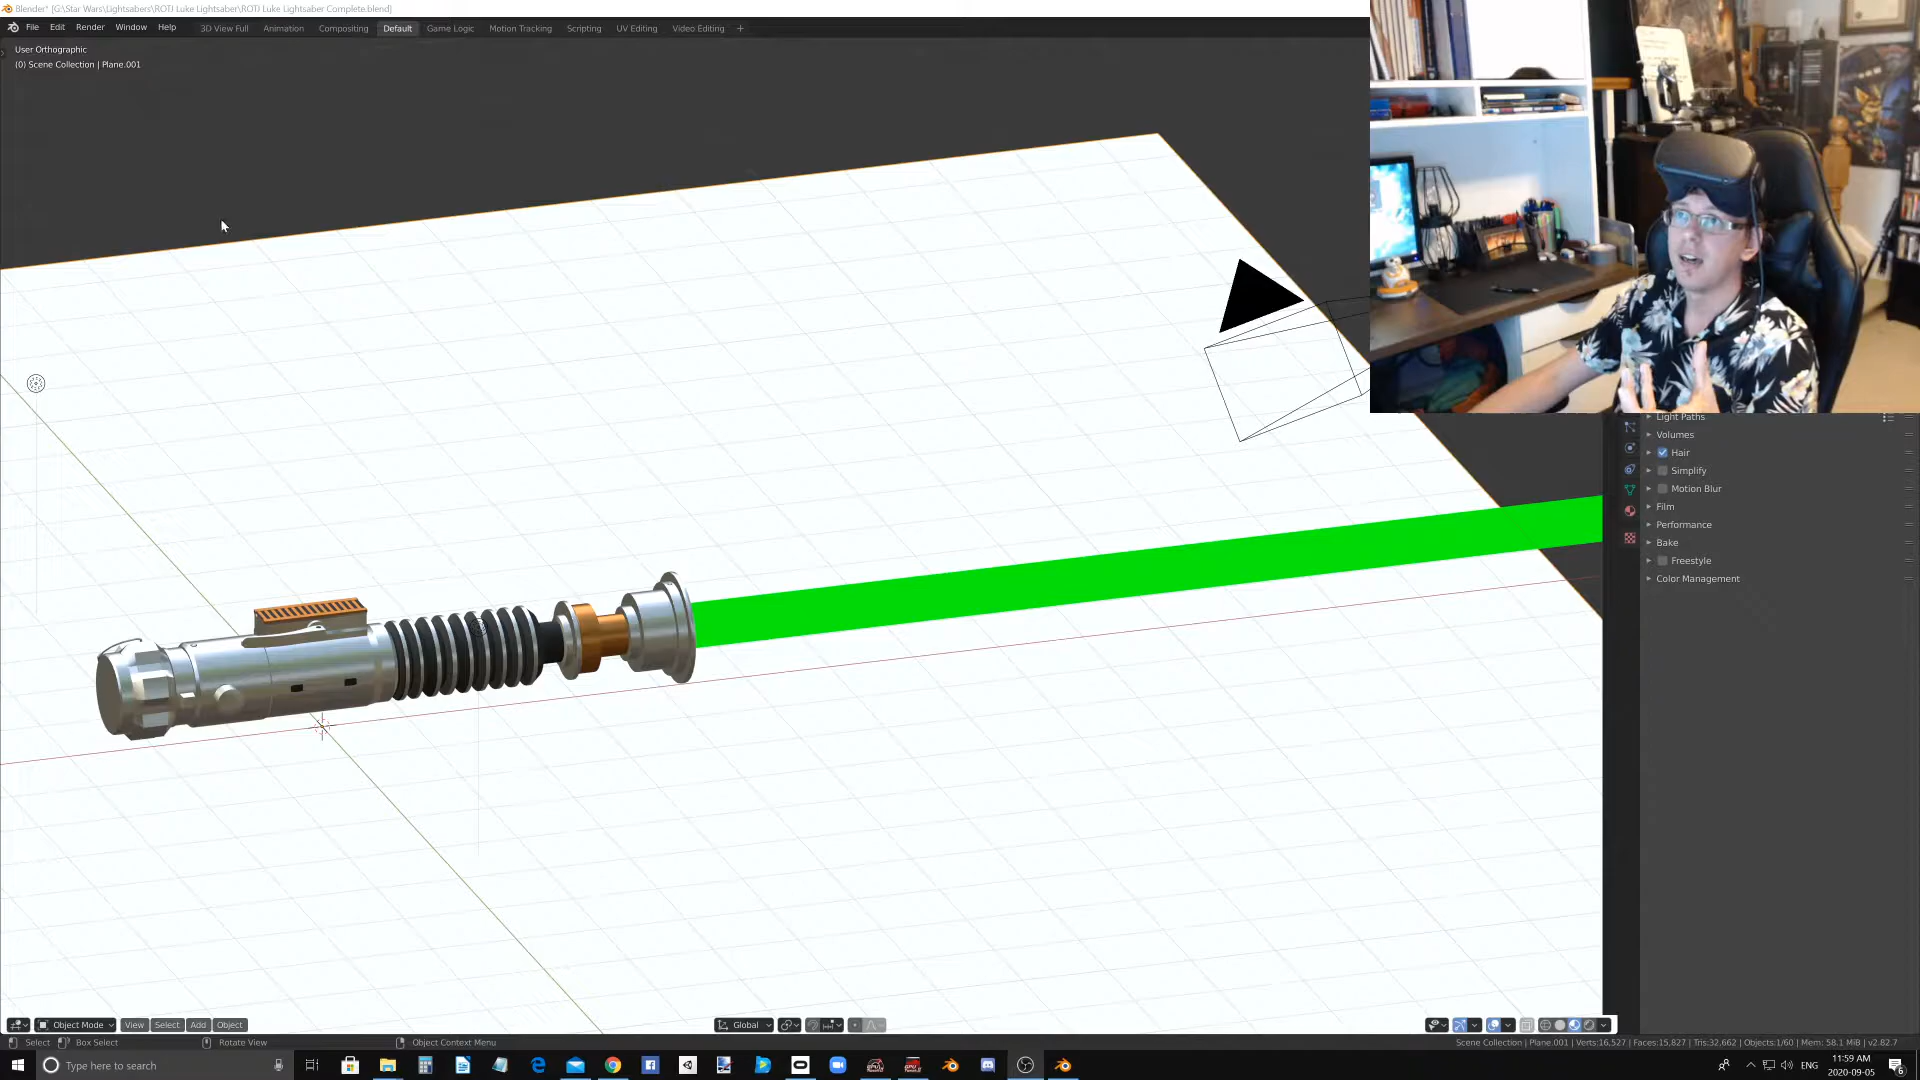 Blender* [G:\Star Wars\Lightsabers\ROTJ Luke Lightsaber\ROTJ Luke Lightsaber Complete.blend]
File Edit Render Window Help 3D View Full Animation Compositing Default Game Logic Motion Tracking Scripting UV Editing Video Editing +
User Orthographic
(0) Scene Collection | Plane.001
Light Paths
Volumes
Hair
Simplify
Motion Blur
Film
Performance
Bake
Freestyle
Color Management
Object Mode View Select Add Object Global
Select Box Select Rotate View Object Context Menu Scene Collection | Plane.001 | Verts:16,527 | Faces:15,827 | Tris:32,662 | Objects:1/60 | Mem: 58.1 MiB | v2.82.7
Type here to search ENG 11:59 AM
2020-09-05 6